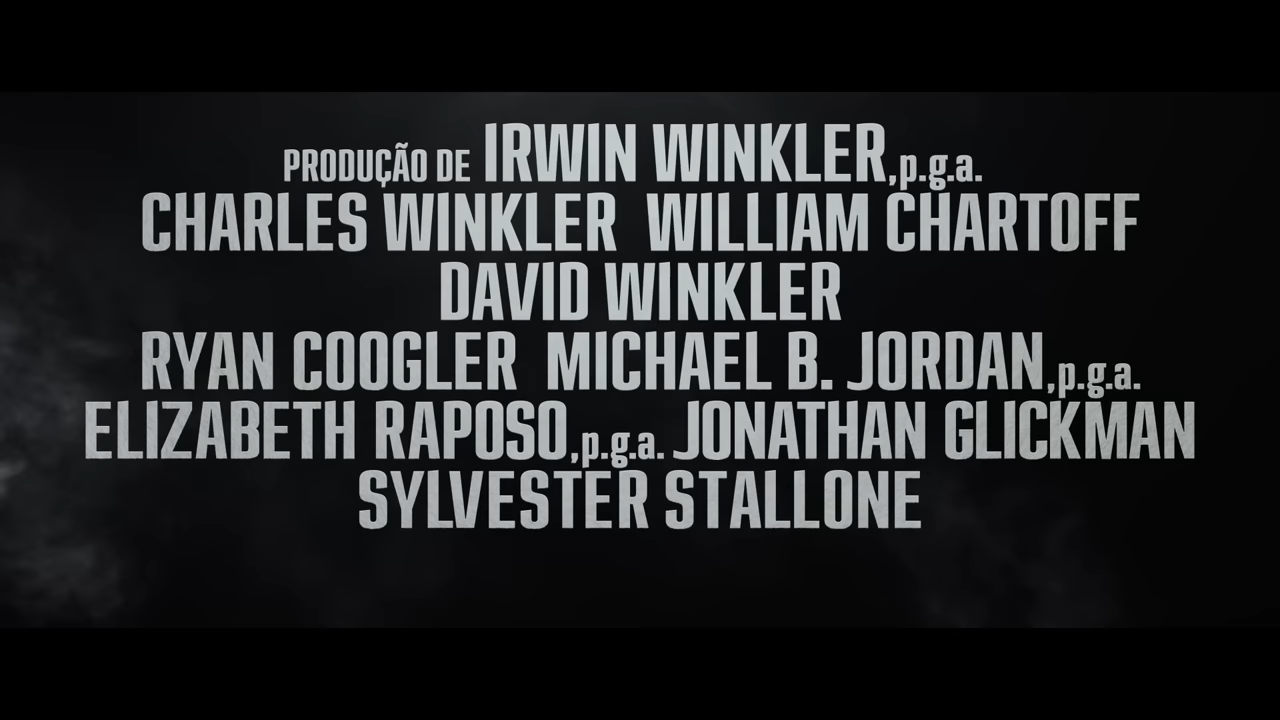 PRODUÇÃO DE IRWIN WINKLER,p.g.a.
CHARLES WINKLER WILLIAM CHARTOFF
DAVID WINKLER
RYAN COOGLER MICHAEL B. JORDAN,p.g.a.
ELIZABETH RAPOSO,p.g.a. JONATHAN GLICKMAN
SYLVESTER STALLONE